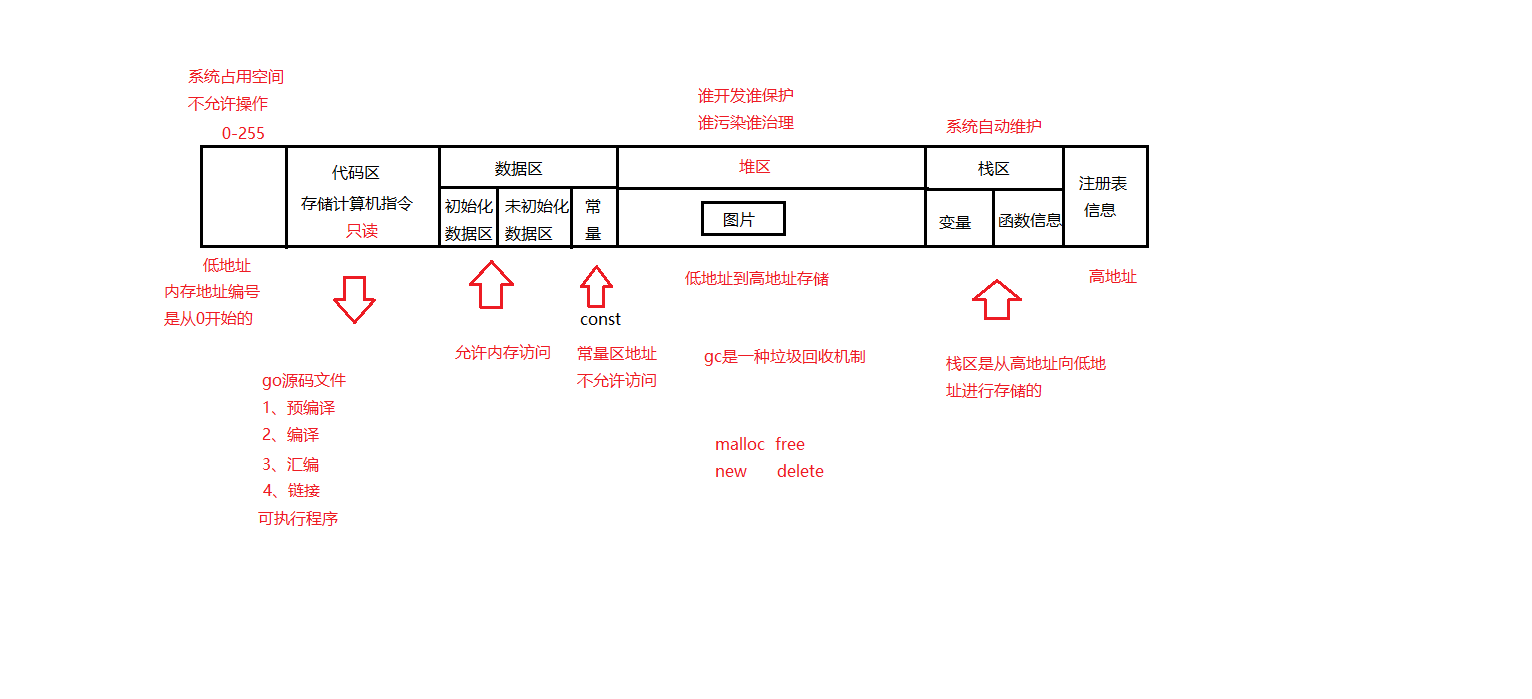 系统占用空间
不允许操作
0-255
谁开发谁保护
谁污染谁治理
系统自动维护
代码区
存储计算机指令
只读
数据区
初始化
数据区
未初始化
数据区
常
量
堆区
图片
栈区
变量
函数信息
注册表
信息
低地址
内存地址编号
是从0开始的
允许内存访问
const
常量区地址
不允许访问
低地址到高地址存储
gc是一种垃圾回收机制
malloc free
new delete
高地址
栈区是从高地址向低地
址进行存储的
go源码文件
1、预编译
2、编译
3、汇编
4、链接
可执行程序